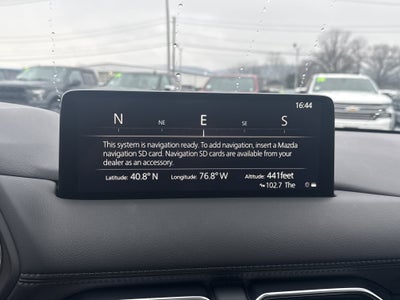 16:44
N NE E SE S
This system is navigation ready. To add navigation, insert a Mazda
navigation SD card. Navigation SD cards are available from your
dealer as an accessory.
Latitude: 40.8°N Longitude: 76.8°W Altitude: 441feet
102.7 The